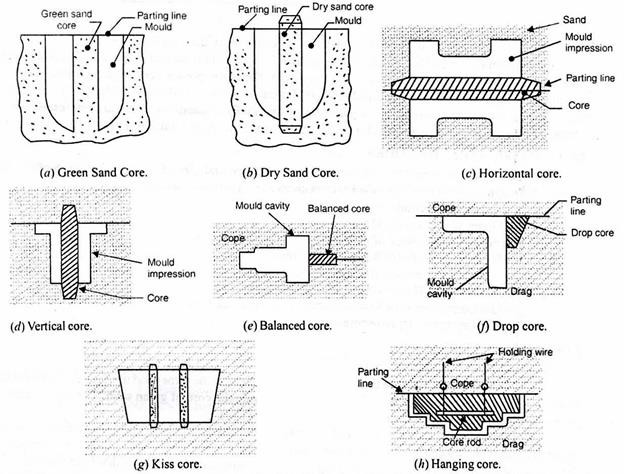 Green sand
core
Parting line
Mould
(a) Green Sand Core.
Parting line
Dry sand core
Mould
(b) Dry Sand Core.
Sand
Mould
impression
Parting line
Core
(c) Horizontal core.
Mould
impression
Core
(d) Vertical core.
Mould cavity
Balanced core
Cope
(e) Balanced core.
Cope
Parting
line
Drop core
Mould
cavity
Drag
(f) Drop core.
(g) Kiss core.
Parting
line
Holding wire
Cope
Core rod
Drag
(h) Hanging core.